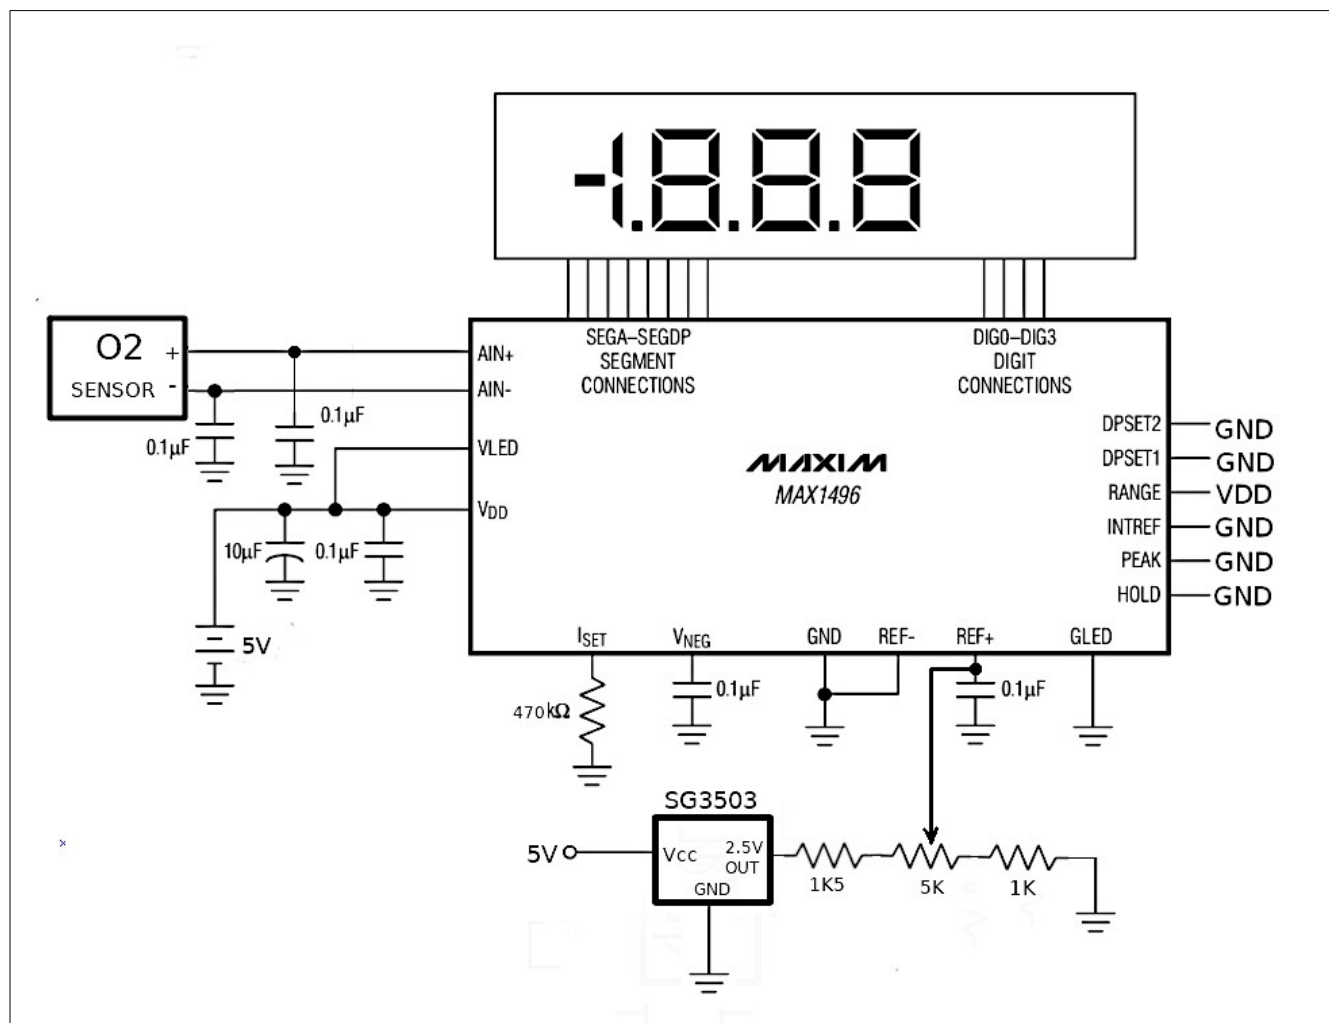 -1.8.8.8
SEGA–SEGDP
SEGMENT
CONNECTIONS
DIG0–DIG3
DIGIT
CONNECTIONS
O2
SENSOR
+
-
AIN+
AIN-
VLED
VDD
0.1µF
0.1µF
10µF
0.1µF
5V
MAXIM
MAX1496
DPSET2
GND
DPSET1
GND
RANGE
VDD
INTREF
GND
PEAK
GND
HOLD
GND
ISET
VNEG
GND
REF-
REF+
GLED
470kΩ
0.1µF
0.1µF
SG3503
5V
Vcc
2.5V
OUT
GND
1K5
5K
1K
x